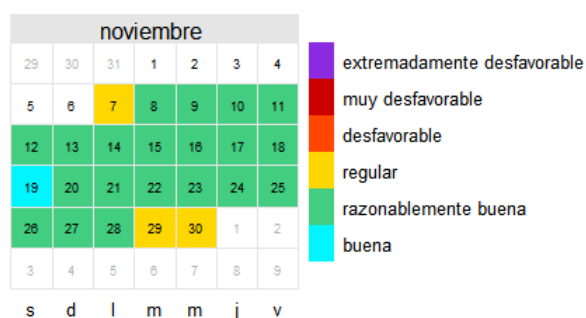 noviembre
29 30 31 1 2 3 4
5 6 7 8 9 10 11
12 13 14 15 16 17 18
19 20 21 22 23 24 25
26 27 28 29 30 1 2
3 4 5 6 7 8 9
s d l m m j v
extremadamente desfavorable
muy desfavorable
desfavorable
regular
razonablemente buena
buena